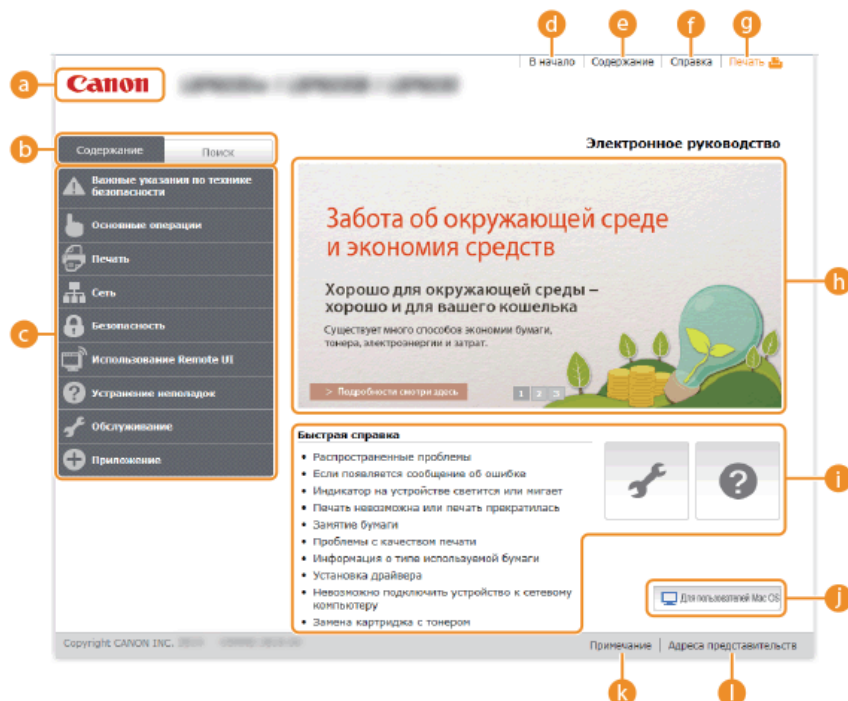 d
e
f
g
В начало | Содержание | Справка | Печать
a
Canon
b
Содержание
Поиск
Электронное руководство
c
Важные указания по технике
безопасности
Основные операции
Печать
Сеть
Безопасность
Использование Remote UI
Устранение неполадок
Обслуживание
Приложение
h
Забота об окружающей среде
и экономия средств
Хорошо для окружающей среды –
хорошо и для вашего кошелька
Существует много способов экономии бумаги,
тонера, электроэнергии и затрат.
> Подробности смотри здесь
1 2 3
i
Быстрая справка
• Распространенные проблемы
• Если появляется сообщение об ошибке
• Индикатор на устройстве светится или мигает
• Печать невозможна или печать прекратилась
• Замятие бумаги
• Проблемы с качеством печати
• Информация о типе используемой бумаги
• Установка драйвера
• Невозможно подключить устройство к сетевому
компьютеру
• Замена картриджа с тонером
?
j
Для пользователей Mac OS
Copyright CANON INC.
Примечание | Адреса представительств
k
l